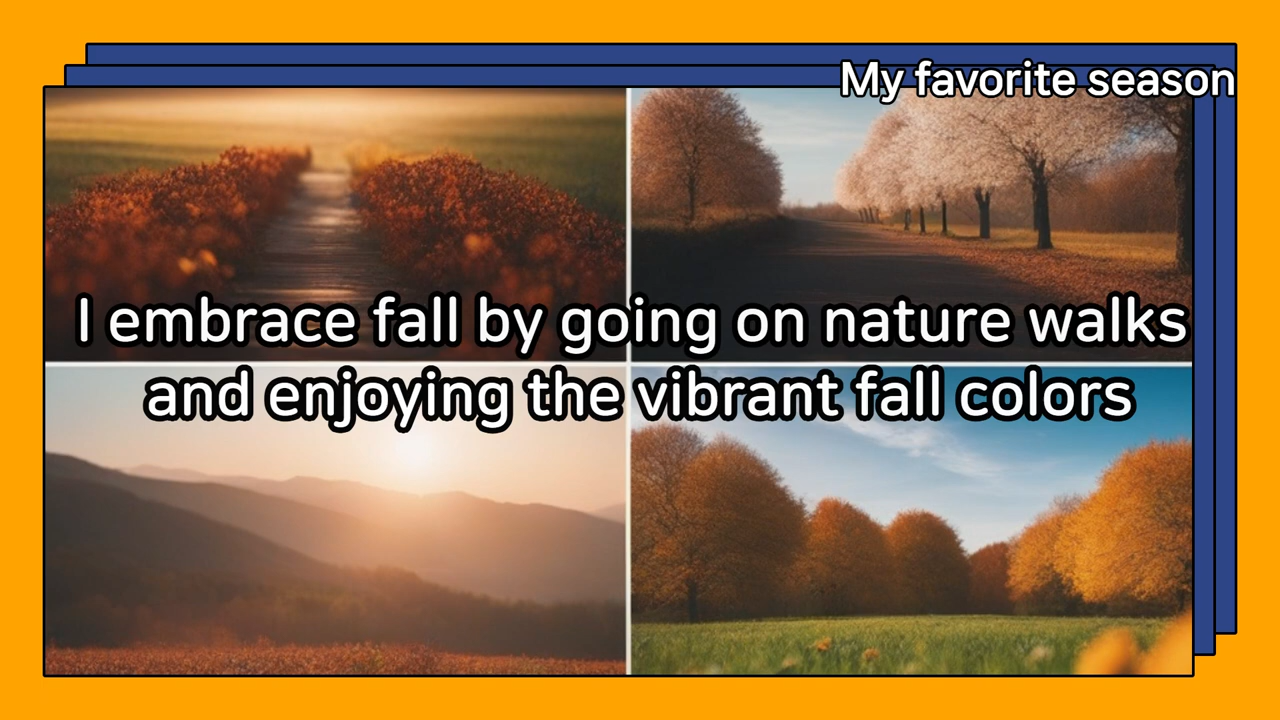 My favorite season
I embrace fall by going on nature walks
and enjoying the vibrant fall colors